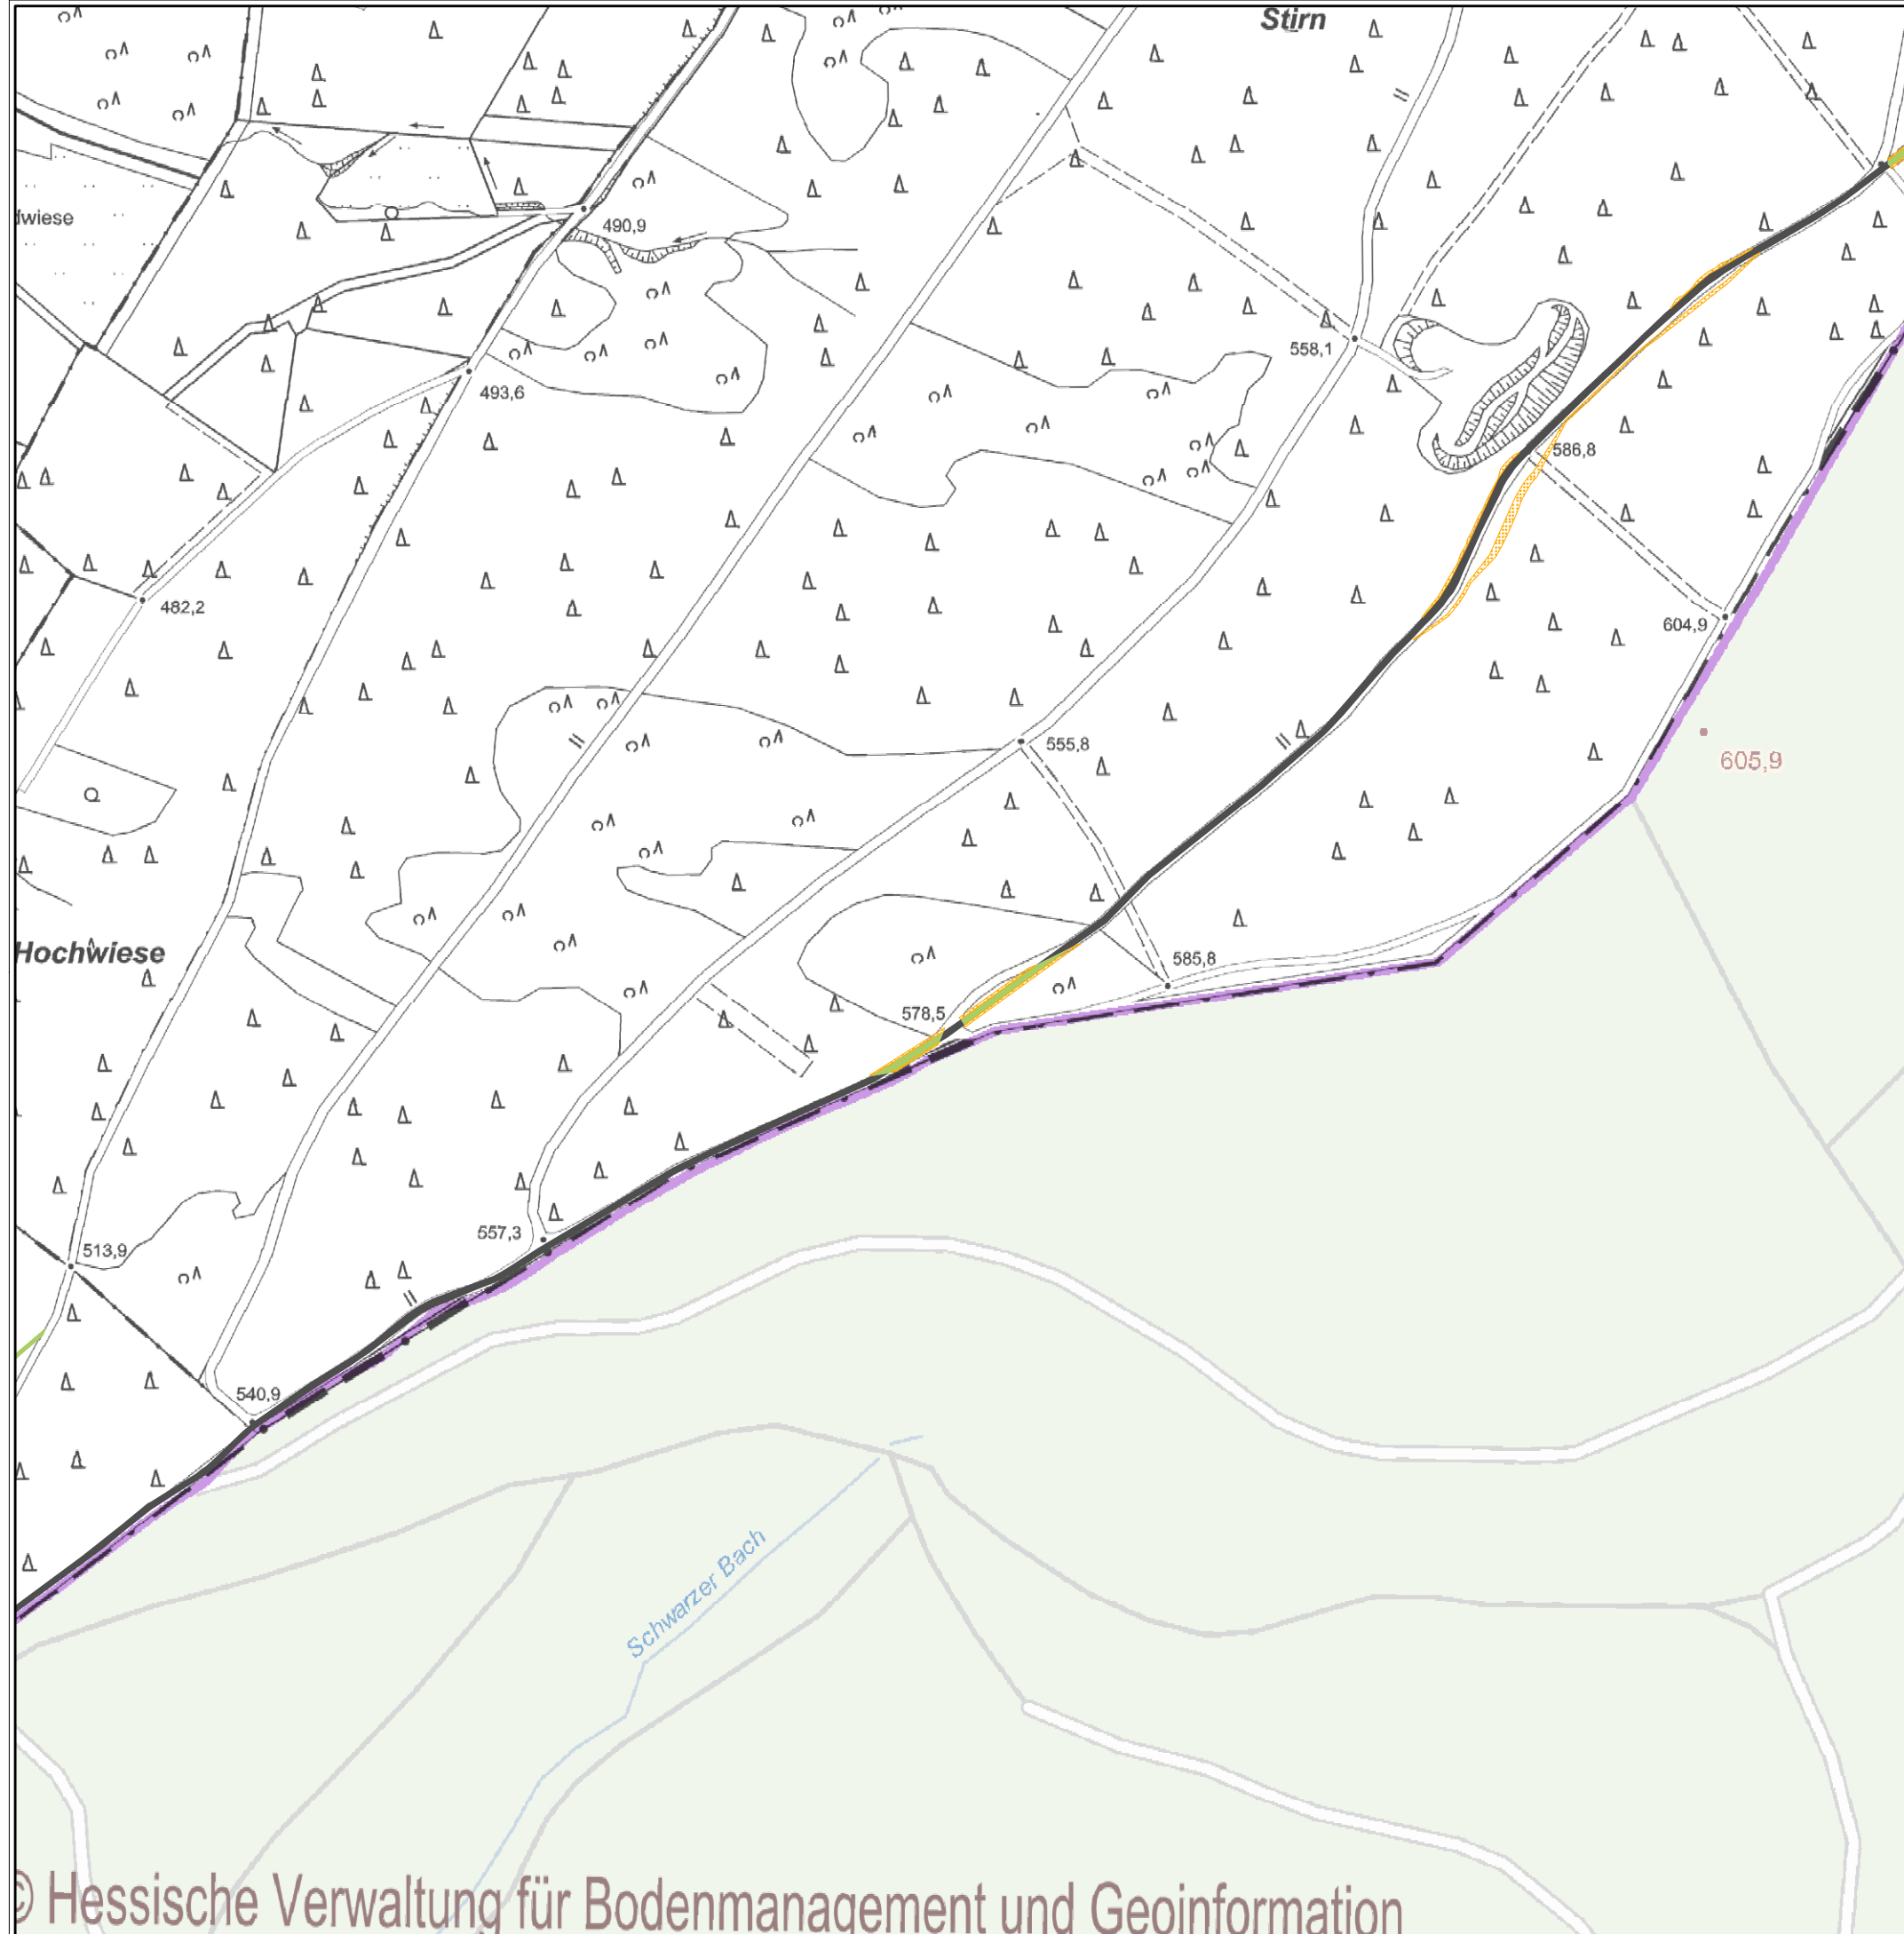 Stirn
dwiese
490,9
558,1
493,6
586,8
482,2
604,9
555,8
605,9
Hochwiese
585,8
578,5
557,3
513,9
540,9
Schwarzer Bach
© Hessische Verwaltung für Bodenmanagement und Geoinformation